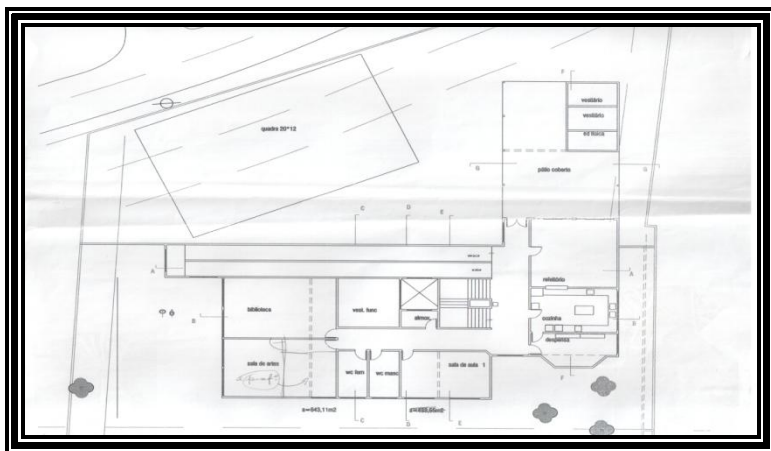 F
vestiário
vestiário
ed física
quadra 20*12
G
pátio coberto
G
C
D
E
A
refeitório
A
biblioteca
vest. func
almox.
cozinha
B
B
despensa
sala de artes
wc fem
wc masc
sala de aula 1
F
C
D
E